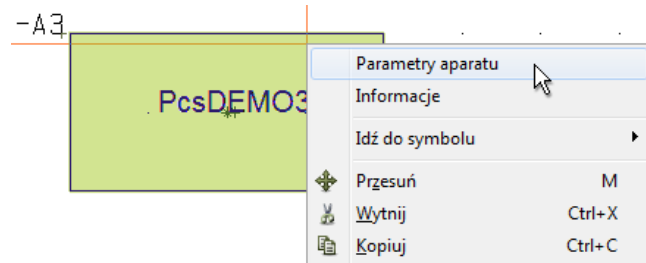 -A3
PcsDEMO3
Parametry aparatu
Informacje
Idź do symbolu
Przesuń M
Wytnij Ctrl+X
Kopiuj Ctrl+C